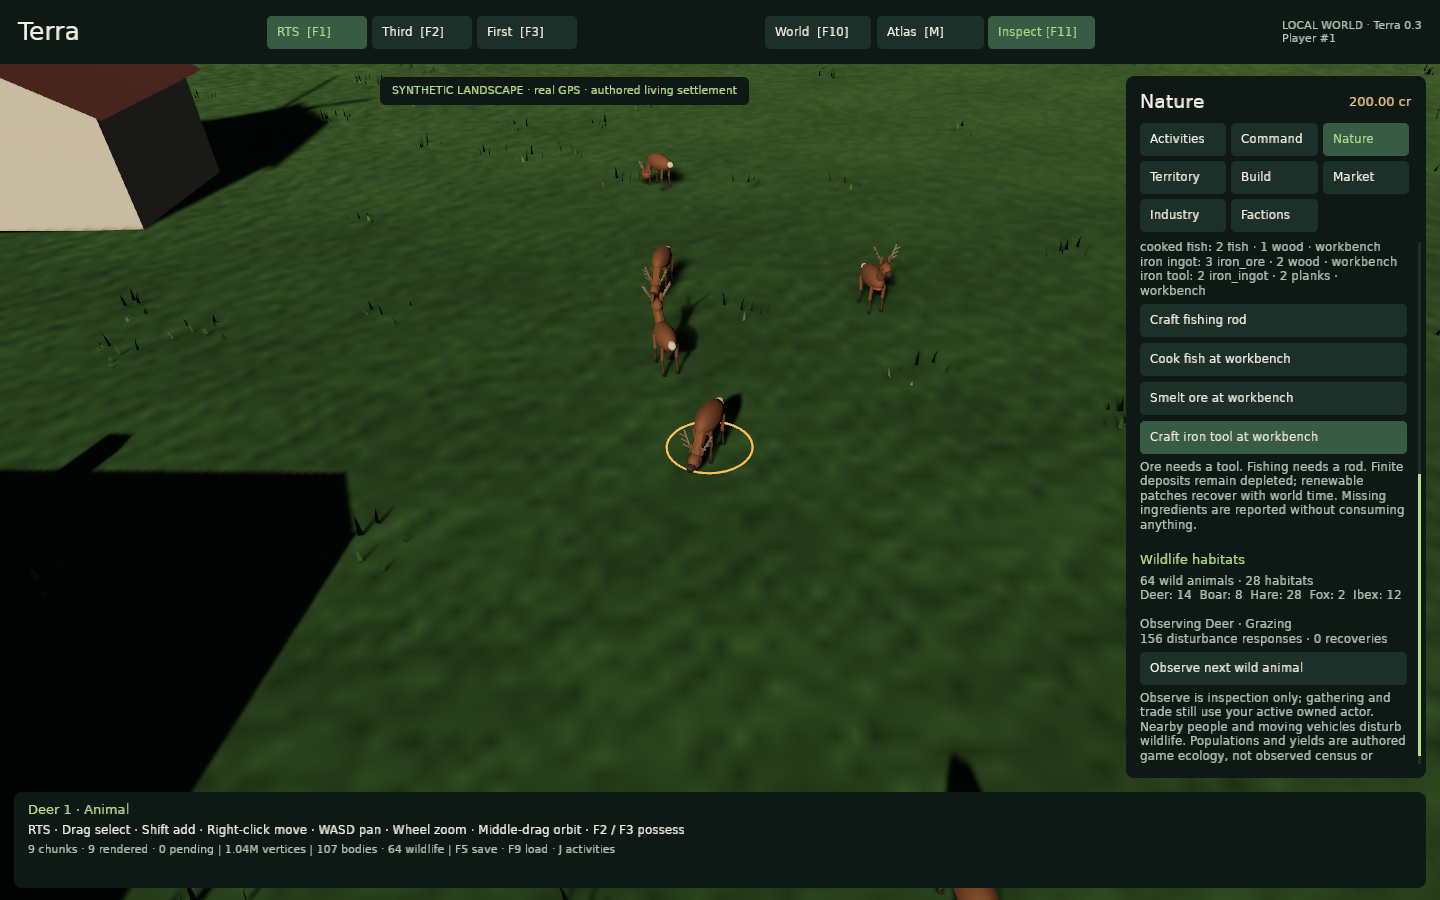 Terra
RTS [F1]
Third [F2]
First [F3]
World [F10]
Atlas [M]
Inspect [F11]
LOCAL WORLD · Terra 0.3
Player #1
SYNTHETIC LANDSCAPE · real GPS · authored living settlement
Nature
200.00 cr
Activities
Command
Nature
Territory
Build
Market
Industry
Factions
cooked fish: 2 fish · 1 wood · workbench
iron ingot: 3 iron_ore · 2 wood · workbench
iron tool: 2 iron_ingot · 2 planks ·
workbench
Craft fishing rod
Cook fish at workbench
Smelt ore at workbench
Craft iron tool at workbench
Ore needs a tool. Fishing needs a rod. Finite
deposits remain depleted; renewable
patches recover with world time. Missing
ingredients are reported without consuming
anything.
Wildlife habitats
64 wild animals · 28 habitats
Deer: 14 Boar: 8 Hare: 28 Fox: 2 Ibex: 12
Observing Deer · Grazing
156 disturbance responses · 0 recoveries
Observe next wild animal
Observe is inspection only; gathering and
trade still use your active owned actor.
Nearby people and moving vehicles disturb
wildlife. Populations and yields are authored
game ecology, not observed census or
Deer 1 · Animal
RTS · Drag select · Shift add · Right-click move · WASD pan · Wheel zoom · Middle-drag orbit · F2 / F3 possess
9 chunks · 9 rendered · 0 pending | 1.04M vertices | 107 bodies · 64 wildlife | F5 save · F9 load · J activities